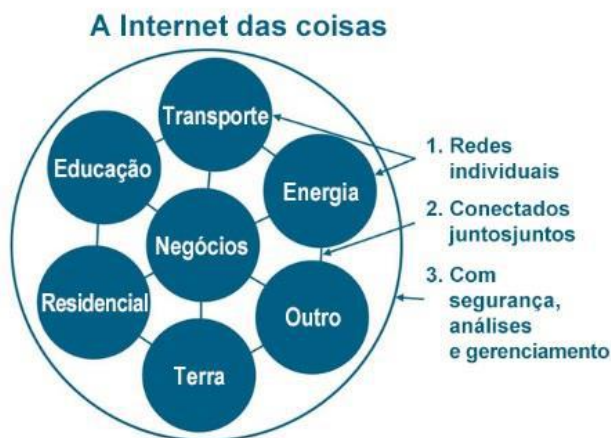 A Internet das coisas
Transporte
Educação
Energia
Negócios
Residencial
Outro
Terra
1. Redes
individuais
2. Conectados
juntosjuntos
3. Com
segurança,
análises
e gerenciamento